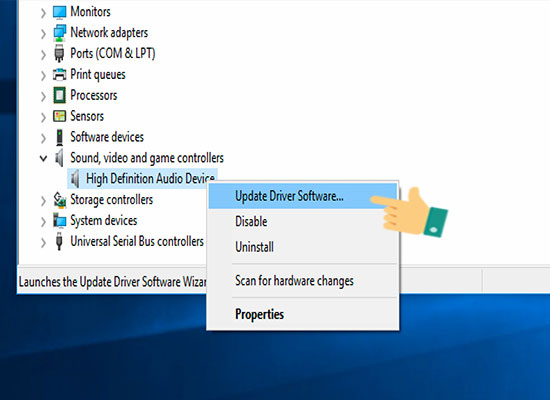 Monitors
Network adapters
Ports (COM & LPT)
Print queues
Processors
Sensors
Software devices
Sound, video and game controllers
High Definition Audio Device
Update Driver Software...
Storage controllers
Disable
System devices
Universal Serial Bus controllers
Uninstall
Launches the Update Driver Software Wizar
Scan for hardware changes
Properties